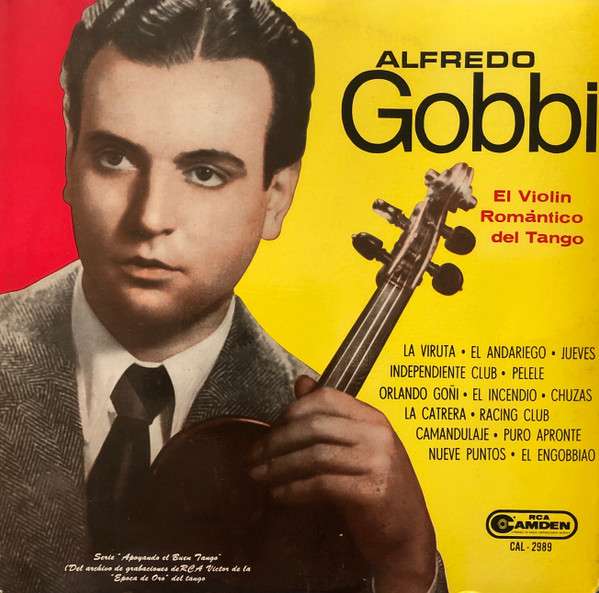 ALFREDO
Gobbi
El Violin
Romántico
del Tango
LA VIRUTA • EL ANDARIEGO • JUEVES
INDEPENDIENTE CLUB • PELELE
ORLANDO GOÑI • EL INCENDIO • CHUZAS
LA CATRERA • RACING CLUB
CAMANDULAJE • PURO APRONTE
NUEVE PUNTOS • EL ENGOBBIAO
RCA
CAMDEN
CAL - 2989
Serie "Apoyando el Buen Tango"
(Del archivo de grabaciones de RCA Victor de la
"Epoca de Oro" del tango